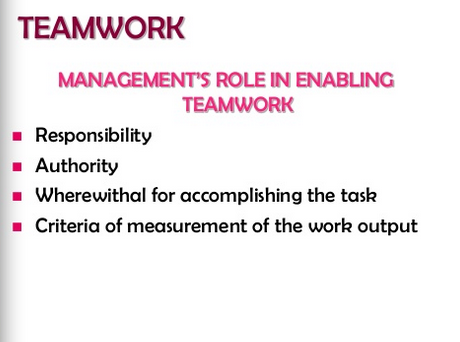 TEAMWORK
MANAGEMENT'S ROLE IN ENABLING
TEAMWORK
Responsibility
Authority
Wherewithal for accomplishing the task
Criteria of measurement of the work output